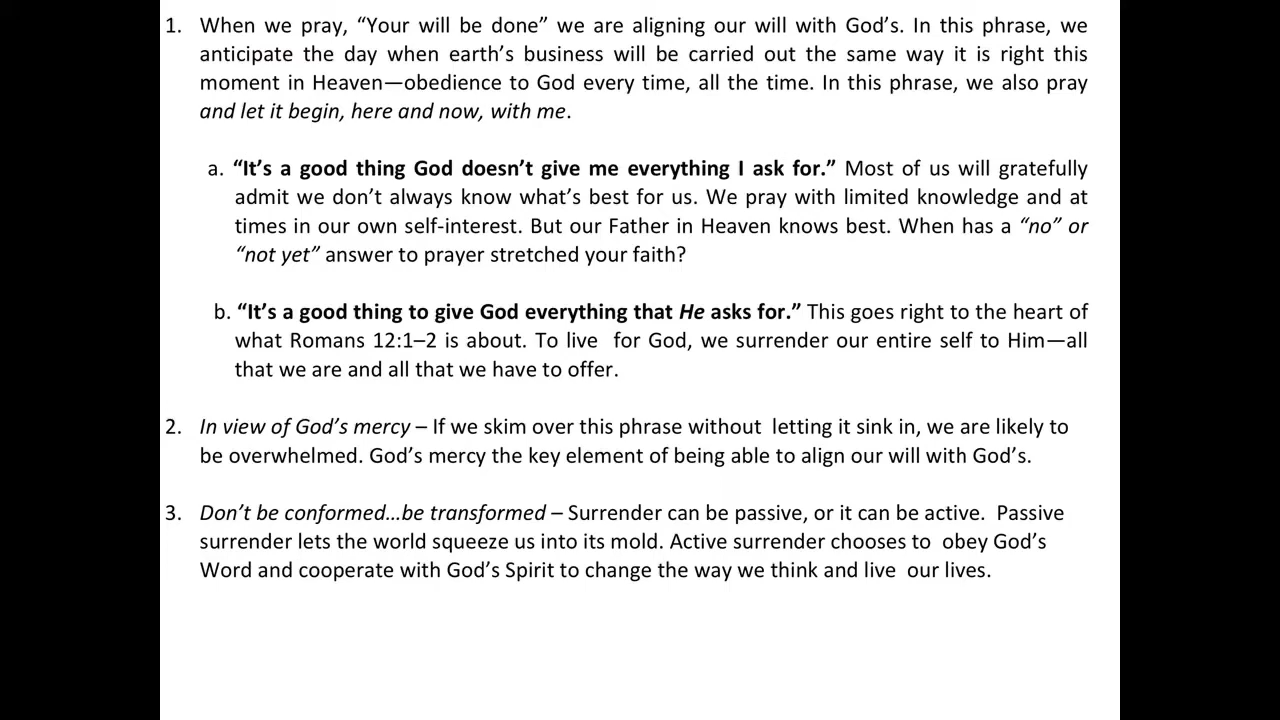 1. When we pray, “Your will be done” we are aligning our will with God’s. In this phrase, we
anticipate the day when earth’s business will be carried out the same way it is right this
moment in Heaven—obedience to God every time, all the time. In this phrase, we also pray
and let it begin, here and now, with me.
a. “It’s a good thing God doesn’t give me everything I ask for.” Most of us will gratefully
admit we don’t always know what’s best for us. We pray with limited knowledge and at
times in our own self-interest. But our Father in Heaven knows best. When has a “no” or
“not yet” answer to prayer stretched your faith?
b. “It’s a good thing to give God everything that He asks for.” This goes right to the heart of
what Romans 12:1–2 is about. To live  for God, we surrender our entire self to Him—all
that we are and all that we have to offer.
2. In view of God’s mercy – If we skim over this phrase without  letting it sink in, we are likely to
be overwhelmed. God’s mercy the key element of being able to align our will with God’s.
3. Don’t be conformed…be transformed – Surrender can be passive, or it can be active.  Passive
surrender lets the world squeeze us into its mold. Active surrender chooses to  obey God’s
Word and cooperate with God’s Spirit to change the way we think and live  our lives.